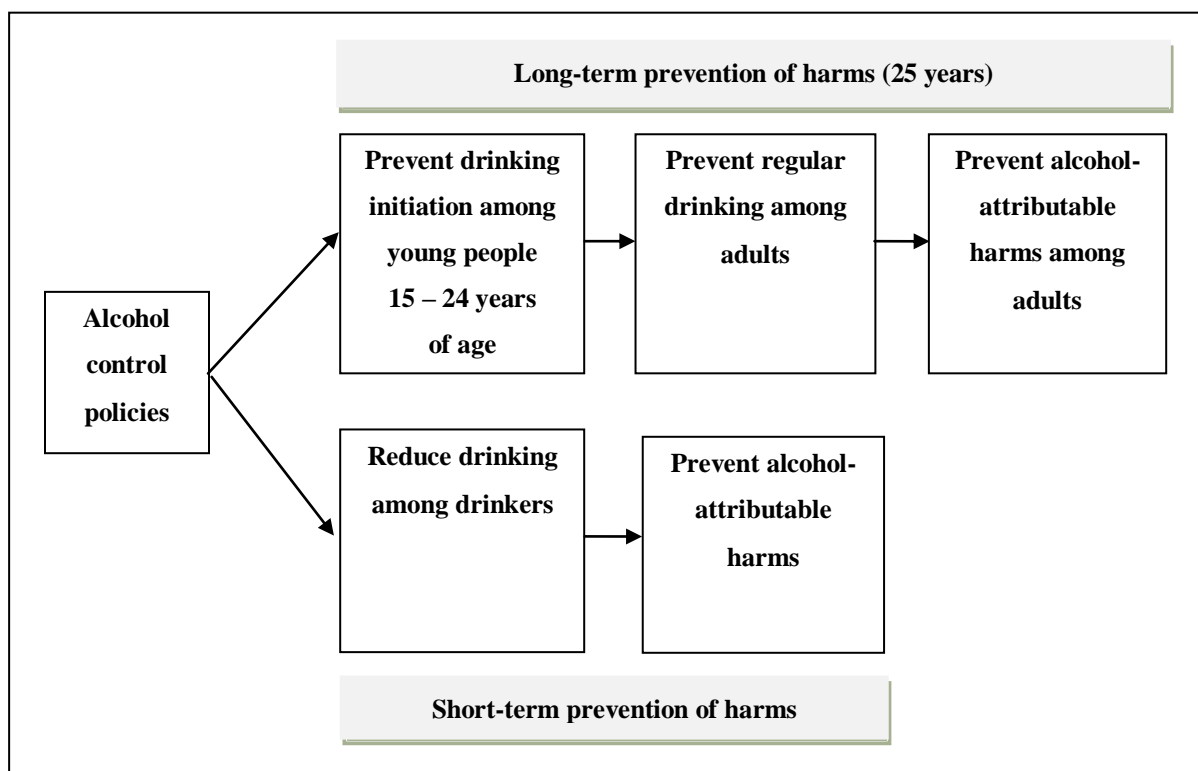 Long-term prevention of harms (25 years)
Prevent drinking
initiation among
young people
15 – 24 years
of age
Prevent regular
drinking among
adults
Prevent alcohol-
attributable
harms among
adults
Alcohol
control
policies
Reduce drinking
among drinkers
Prevent alcohol-
attributable
harms
Short-term prevention of harms